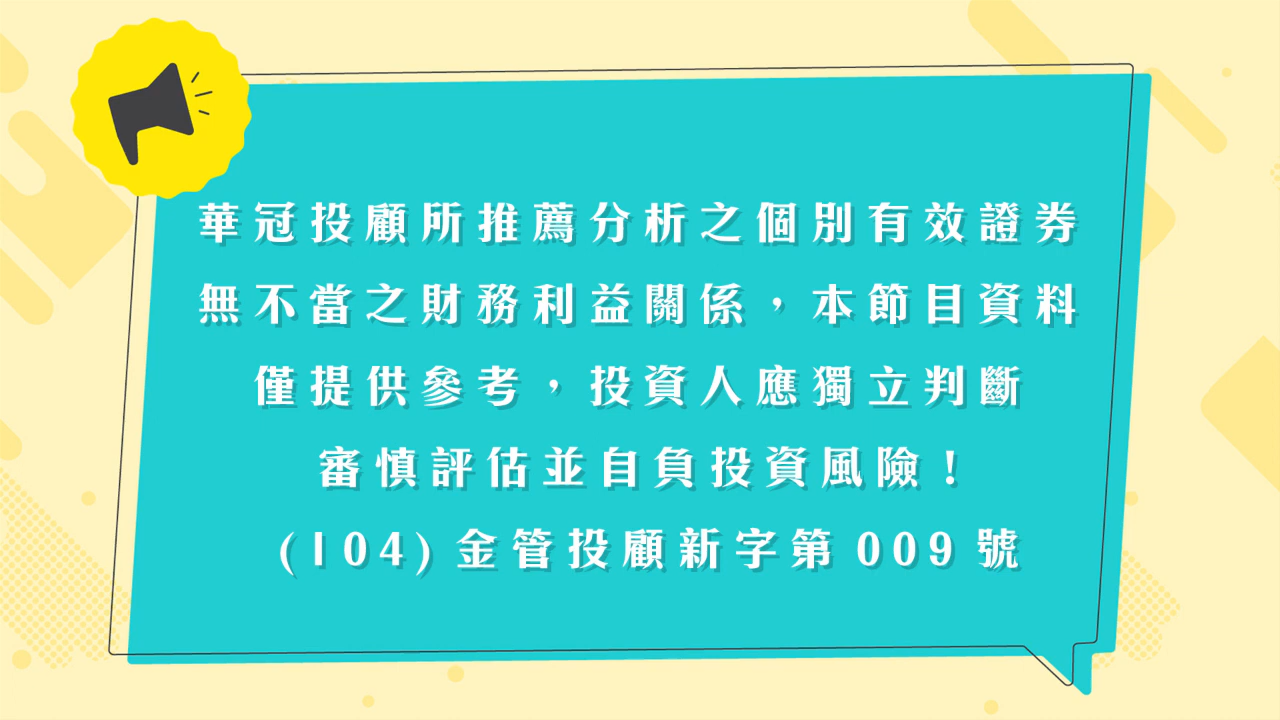 華冠投顧所推薦分析之個別有效證券
無不當之財務利益關係，本節目資料
僅提供參考，投資人應獨立判斷
審慎評估並自負投資風險！
(104) 金管投顧新字第 009 號